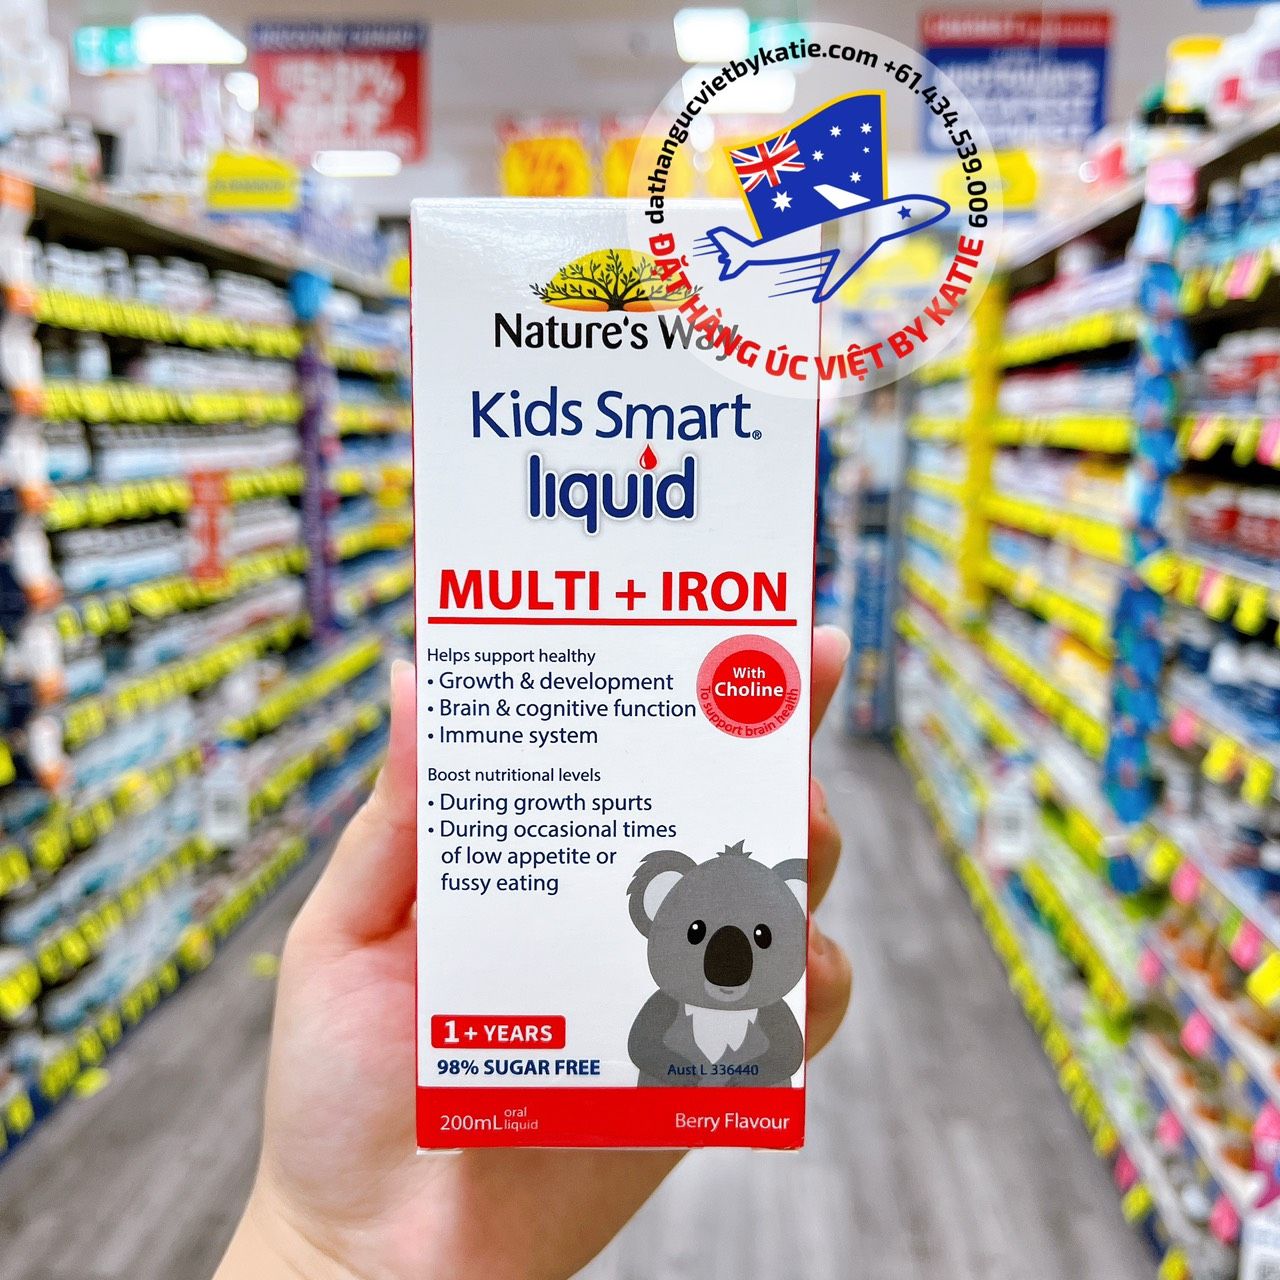 dathangucvietbykatie.com +61.434.539.009
ĐẶT HÀNG ÚC VIỆT BY KATIE
Nature's Way
Kids Smart®
liquid
MULTI + IRON
Helps support healthy
• Growth & development
• Brain & cognitive function
• Immune system
With
Choline
To support brain health
Boost nutritional levels
• During growth spurts
• During occasional times
of low appetite or
fussy eating
1+ YEARS
98% SUGAR FREE
Aust L 336440
200mL oral
liquid
Berry Flavour